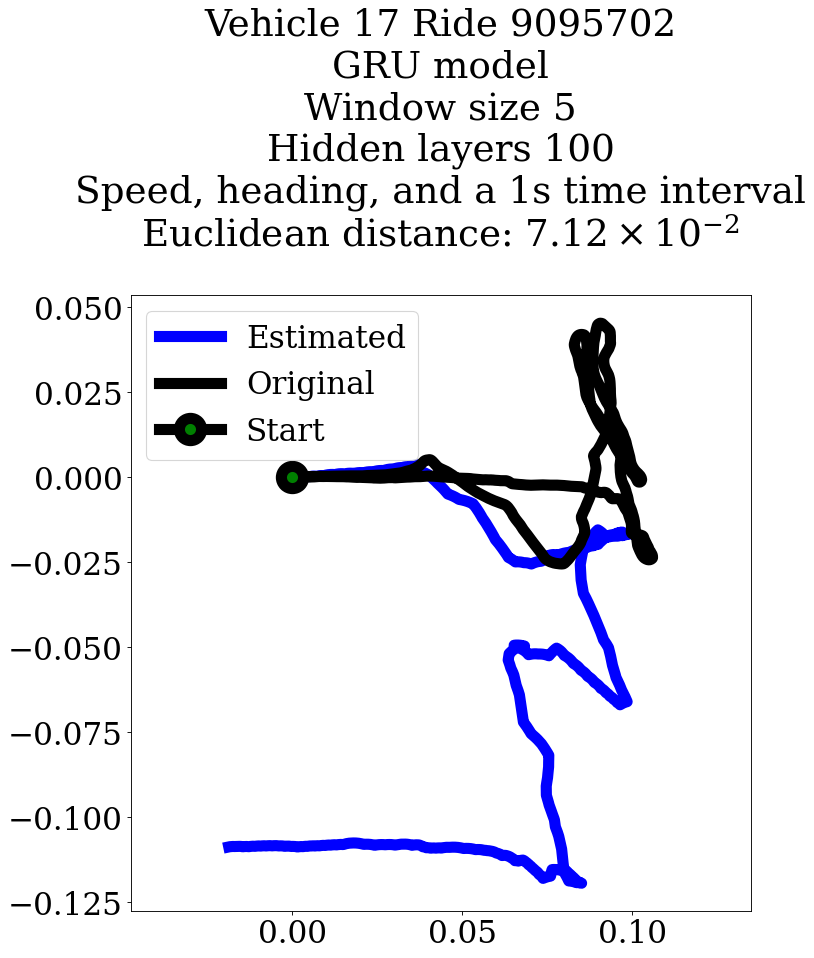 Vehicle 17 Ride 9095702
GRU model
Window size 5
Hidden layers 100
Speed, heading, and a 1s time interval
Euclidean distance: 7.12 × 10⁻²
0.050
0.025
0.000
−0.025
−0.050
−0.075
−0.100
−0.125
Estimated
Original
Start
0.00 0.05 0.10